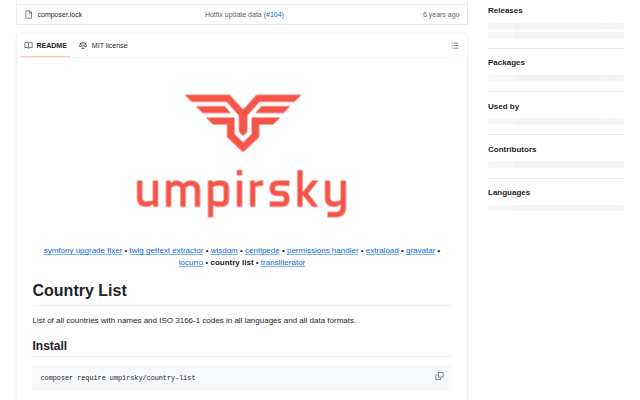 composer.lock Hotfix update data (#104) 6 years ago
README MIT license
umpirsky
symfony upgrade fixer • twig gettext extractor • wisdom • centipede • permissions handler • extraload • gravatar •
locurro • country list • transliterator
Country List
List of all countries with names and ISO 3166-1 codes in all languages and all data formats.
Install
composer require umpirsky/country-list
Releases
Packages
Used by
Contributors
Languages